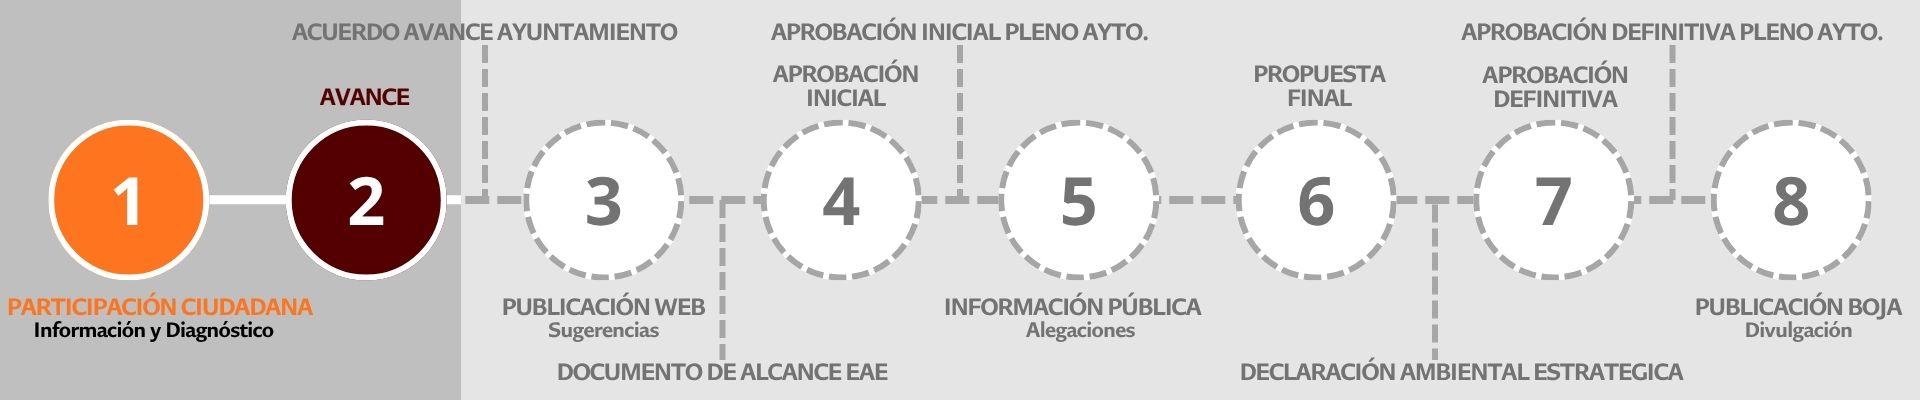 ACUERDO AVANCE AYUNTAMIENTO
APROBACIÓN INICIAL PLENO AYTO.
APROBACIÓN DEFINITIVA PLENO AYTO.
AVANCE
APROBACIÓN
INICIAL
PROPUESTA
FINAL
APROBACIÓN
DEFINITIVA
1
2
3
4
5
6
7
8
PARTICIPACIÓN CIUDADANA
Información y Diagnóstico
PUBLICACIÓN WEB
Sugerencias
INFORMACIÓN PÚBLICA
Alegaciones
PUBLICACIÓN BOJA
Divulgación
DOCUMENTO DE ALCANCE EAE
DECLARACIÓN AMBIENTAL ESTRATEGICA